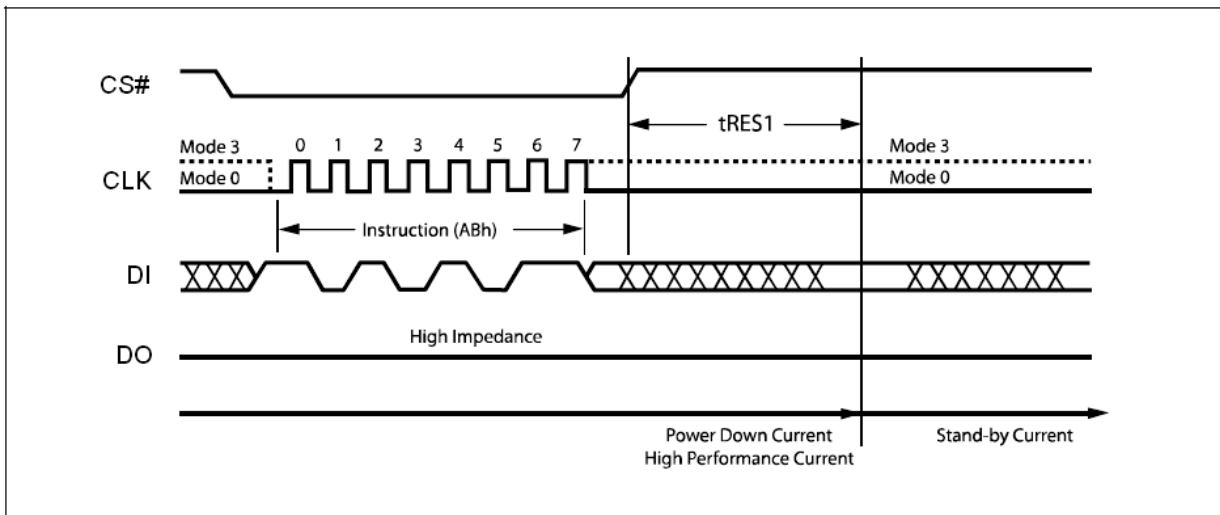 CS#
tRES1
Mode 3
0 1 2 3 4 5 6 7
Mode 3
CLK
Mode 0
Mode 0
Instruction (ABh)
DI
High Impedance
DO
Power Down Current
High Performance Current
Stand-by Current